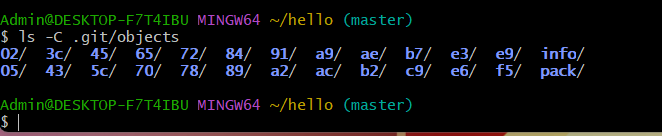 Admin@DESKTOP-F7T4IBU MINGW64 ~/hello (master)
$ ls -C .git/objects
02/  3c/  45/  65/  72/  84/  91/  a9/  ae/  b7/  e3/  e9/  info/
05/  43/  5c/  70/  78/  89/  a2/  ac/  b2/  c9/  e6/  f5/  pack/
Admin@DESKTOP-F7T4IBU MINGW64 ~/hello (master)
$